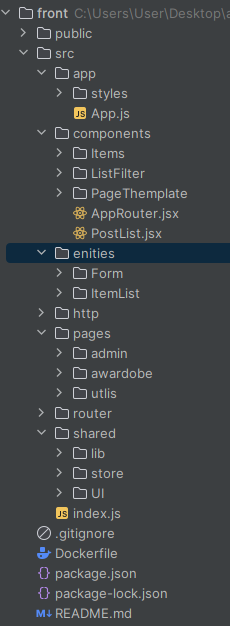 front C:\Users\User\Desktop\a
public
src
app
styles
App.js
components
Items
ListFilter
PageThemplate
AppRouter.jsx
PostList.jsx
enities
Form
ItemList
http
pages
admin
awardobe
utlis
router
shared
lib
store
UI
index.js
.gitignore
Dockerfile
package.json
package-lock.json
README.md